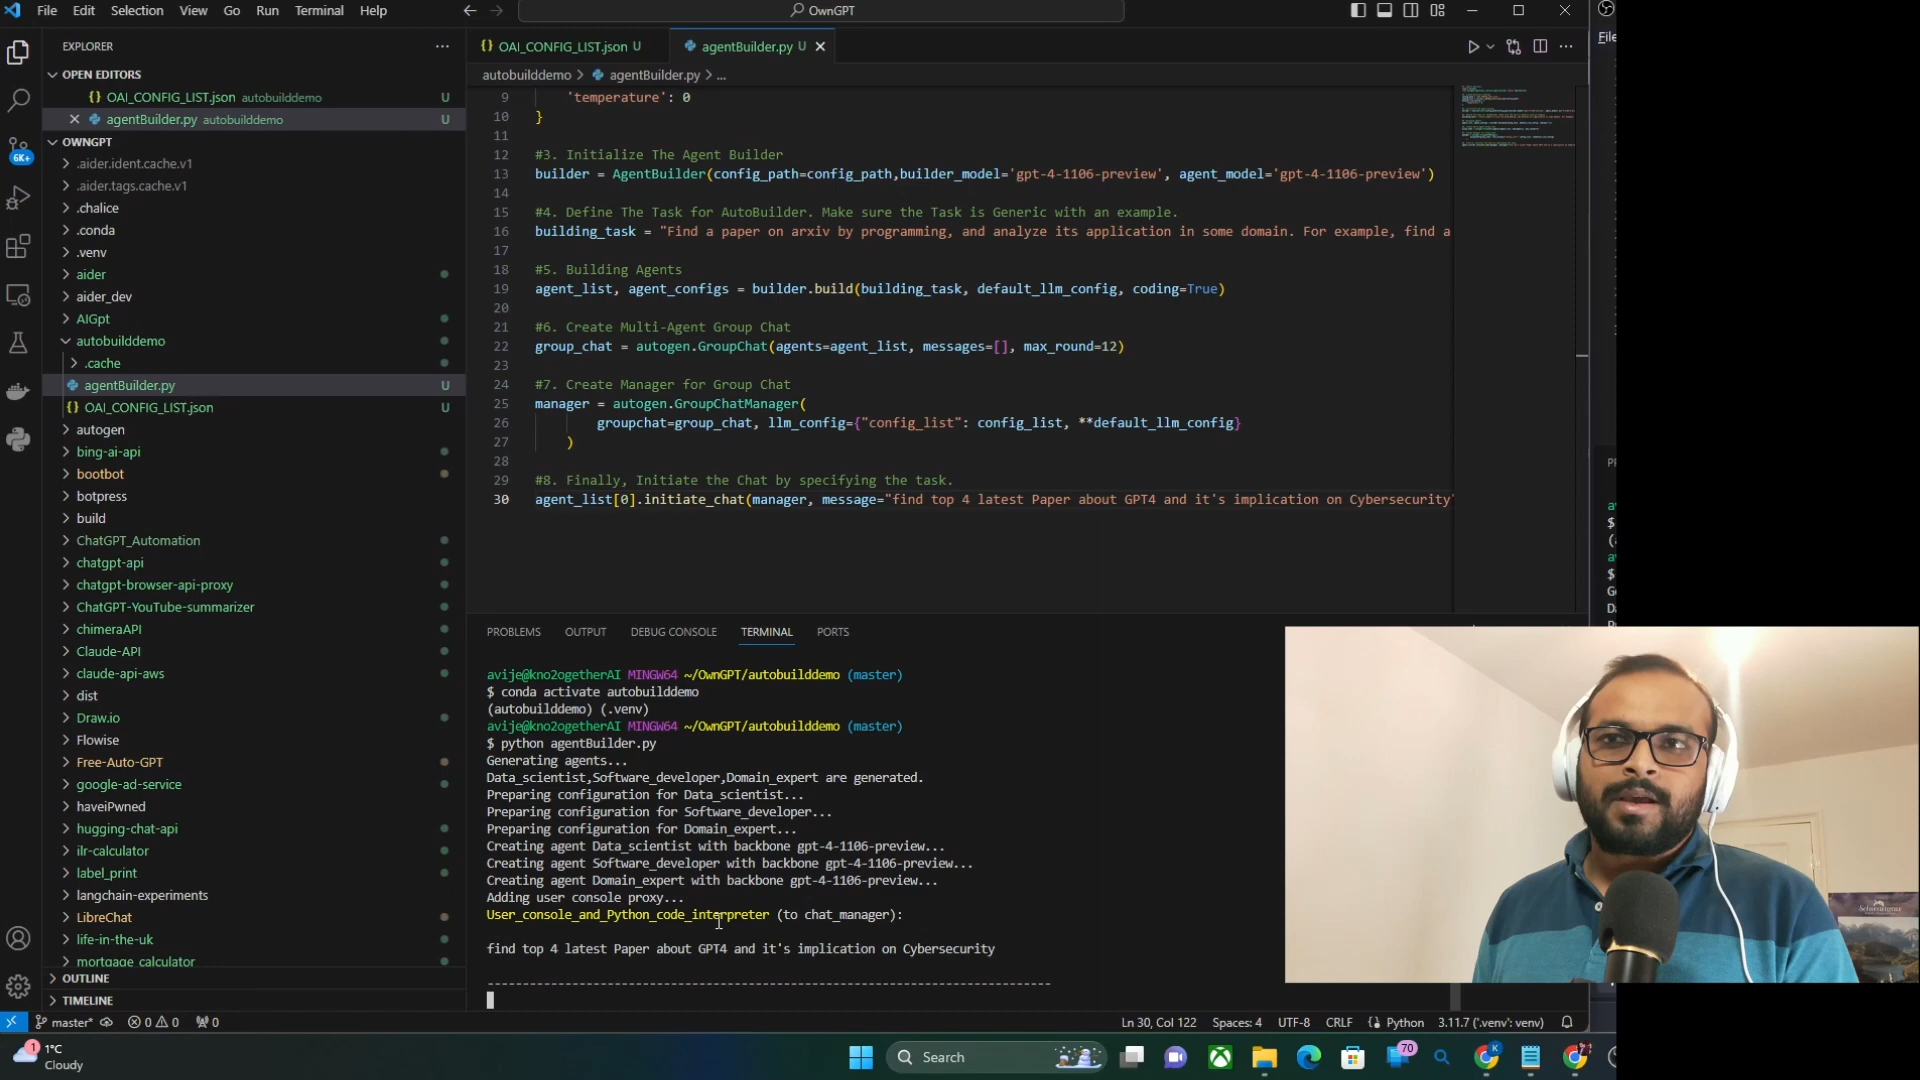 File Edit Selection View Go Run Terminal Help
OwnGPT
File
EXPLORER
OPEN EDITORS
OAI_CONFIG_LIST.json autobuilddemo U
agentBuilder.py autobuilddemo U
OWNGPT
.aider.ident.cache.v1
.aider.tags.cache.v1
.chalice
.conda
.venv
aider
aider_dev
AIGpt
autobuilddemo
.cache
agentBuilder.py U
OAI_CONFIG_LIST.json U
autogen
bing-ai-api
bootbot
botpress
build
ChatGPT_Automation
chatgpt-api
chatgpt-browser-api-proxy
ChatGPT-YouTube-summarizer
chimeraAPI
Claude-API
claude-api-aws
dist
Draw.io
Flowise
Free-Auto-GPT
google-ad-service
haveiPwned
hugging-chat-api
ilr-calculator
label_print
langchain-experiments
LibreChat
life-in-the-uk
mortgage_calculator
OUTLINE
TIMELINE
6K+
OAI_CONFIG_LIST.json U
agentBuilder.py U
autobuilddemo > agentBuilder.py > ...
9 'temperature': 0
10 }
11
12 #3. Initialize The Agent Builder
13 builder = AgentBuilder(config_path=config_path,builder_model='gpt-4-1106-preview', agent_model='gpt-4-1106-preview')
14
15 #4. Define The Task for AutoBuilder. Make sure the Task is Generic with an example.
16 building_task = "Find a paper on arxiv by programming, and analyze its application in some domain. For example, find a
17
18 #5. Building Agents
19 agent_list, agent_configs = builder.build(building_task, default_llm_config, coding=True)
20
21 #6. Create Multi-Agent Group Chat
22 group_chat = autogen.GroupChat(agents=agent_list, messages=[], max_round=12)
23
24 #7. Create Manager for Group Chat
25 manager = autogen.GroupChatManager(
26 groupchat=group_chat, llm_config={"config_list": config_list, **default_llm_config}
27 )
28
29 #8. Finally, Initiate the Chat by specifying the task.
30 agent_list[0].initiate_chat(manager, message="find top 4 latest Paper about GPT4 and it's implication on Cybersecurity"
PROBLEMS OUTPUT DEBUG CONSOLE TERMINAL PORTS
avije@kno2ogetherAI MINGW64 ~/OwnGPT/autobuilddemo (master)
$ conda activate autobuilddemo
(autobuilddemo) (.venv)
avije@kno2ogetherAI MINGW64 ~/OwnGPT/autobuilddemo (master)
$ python agentBuilder.py
Generating agents...
Data_scientist,Software_developer,Domain_expert are generated.
Preparing configuration for Data_scientist...
Preparing configuration for Software_developer...
Preparing configuration for Domain_expert...
Creating agent Data_scientist with backbone gpt-4-1106-preview...
Creating agent Software_developer with backbone gpt-4-1106-preview...
Creating agent Domain_expert with backbone gpt-4-1106-preview...
Adding user console proxy...
User_console_and_Python_code_interpreter (to chat_manager):
find top 4 latest Paper about GPT4 and it's implication on Cybersecurity
--------------------------------------------------------------------------------
master* 0 0 0
Ln 30, Col 122 Spaces: 4 UTF-8 CRLF Python 3.11.7 ('.venv': venv)
1
1°C
Cloudy
Search
70